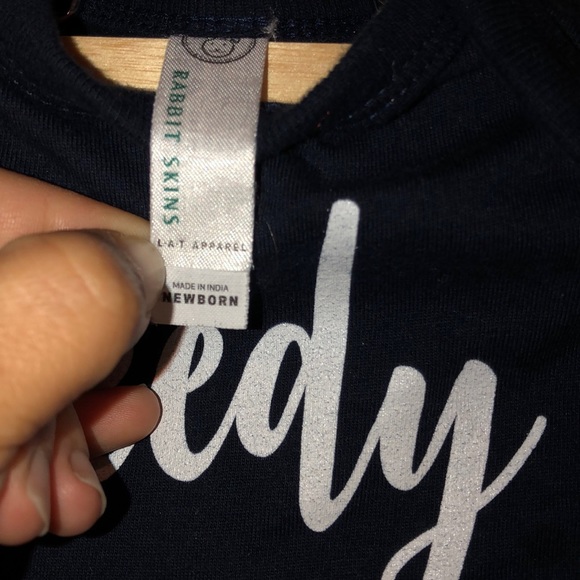 RABBIT SKINS
L·A·T APPAREL
MADE IN INDIA
NEWBORN
edy